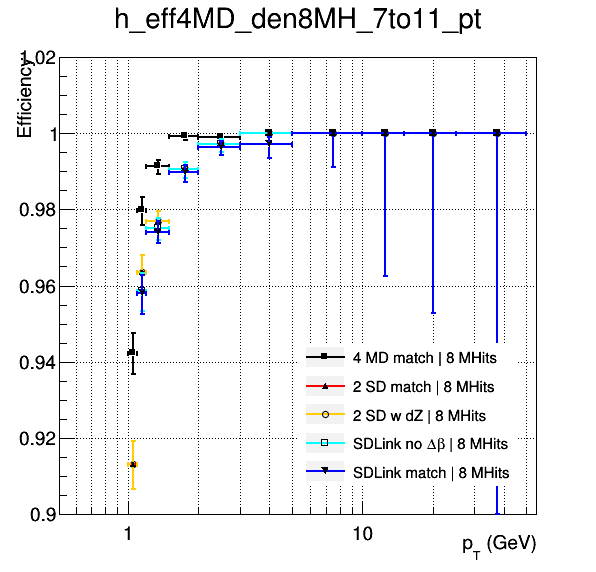 h_eff4MD_den8MH_7to11_pt
Efficiency
1.02
1
0.98
0.96
0.94
0.92
0.9
4 MD match | 8 MHits
2 SD match | 8 MHits
2 SD w dZ | 8 MHits
SDLink no Δβ | 8 MHits
SDLink match | 8 MHits
1
10
p_T (GeV)